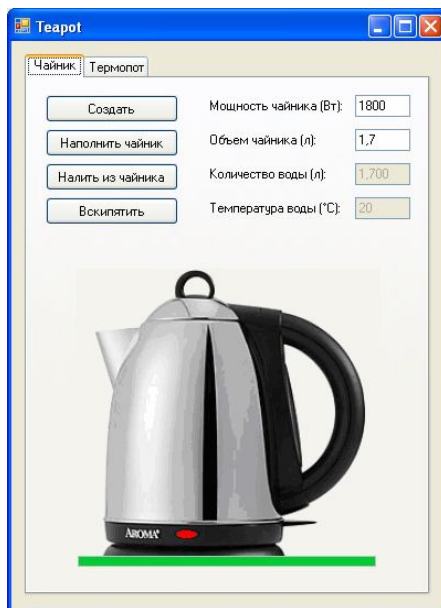 Teapot
Чайник Термопот
Создать Мощность чайника (Вт): 1800
Наполнить чайник Объем чайника (л): 1,7
Налить из чайника Количество воды (л): 1,700
Вскипятить Температура воды (°C): 20
AROMA®